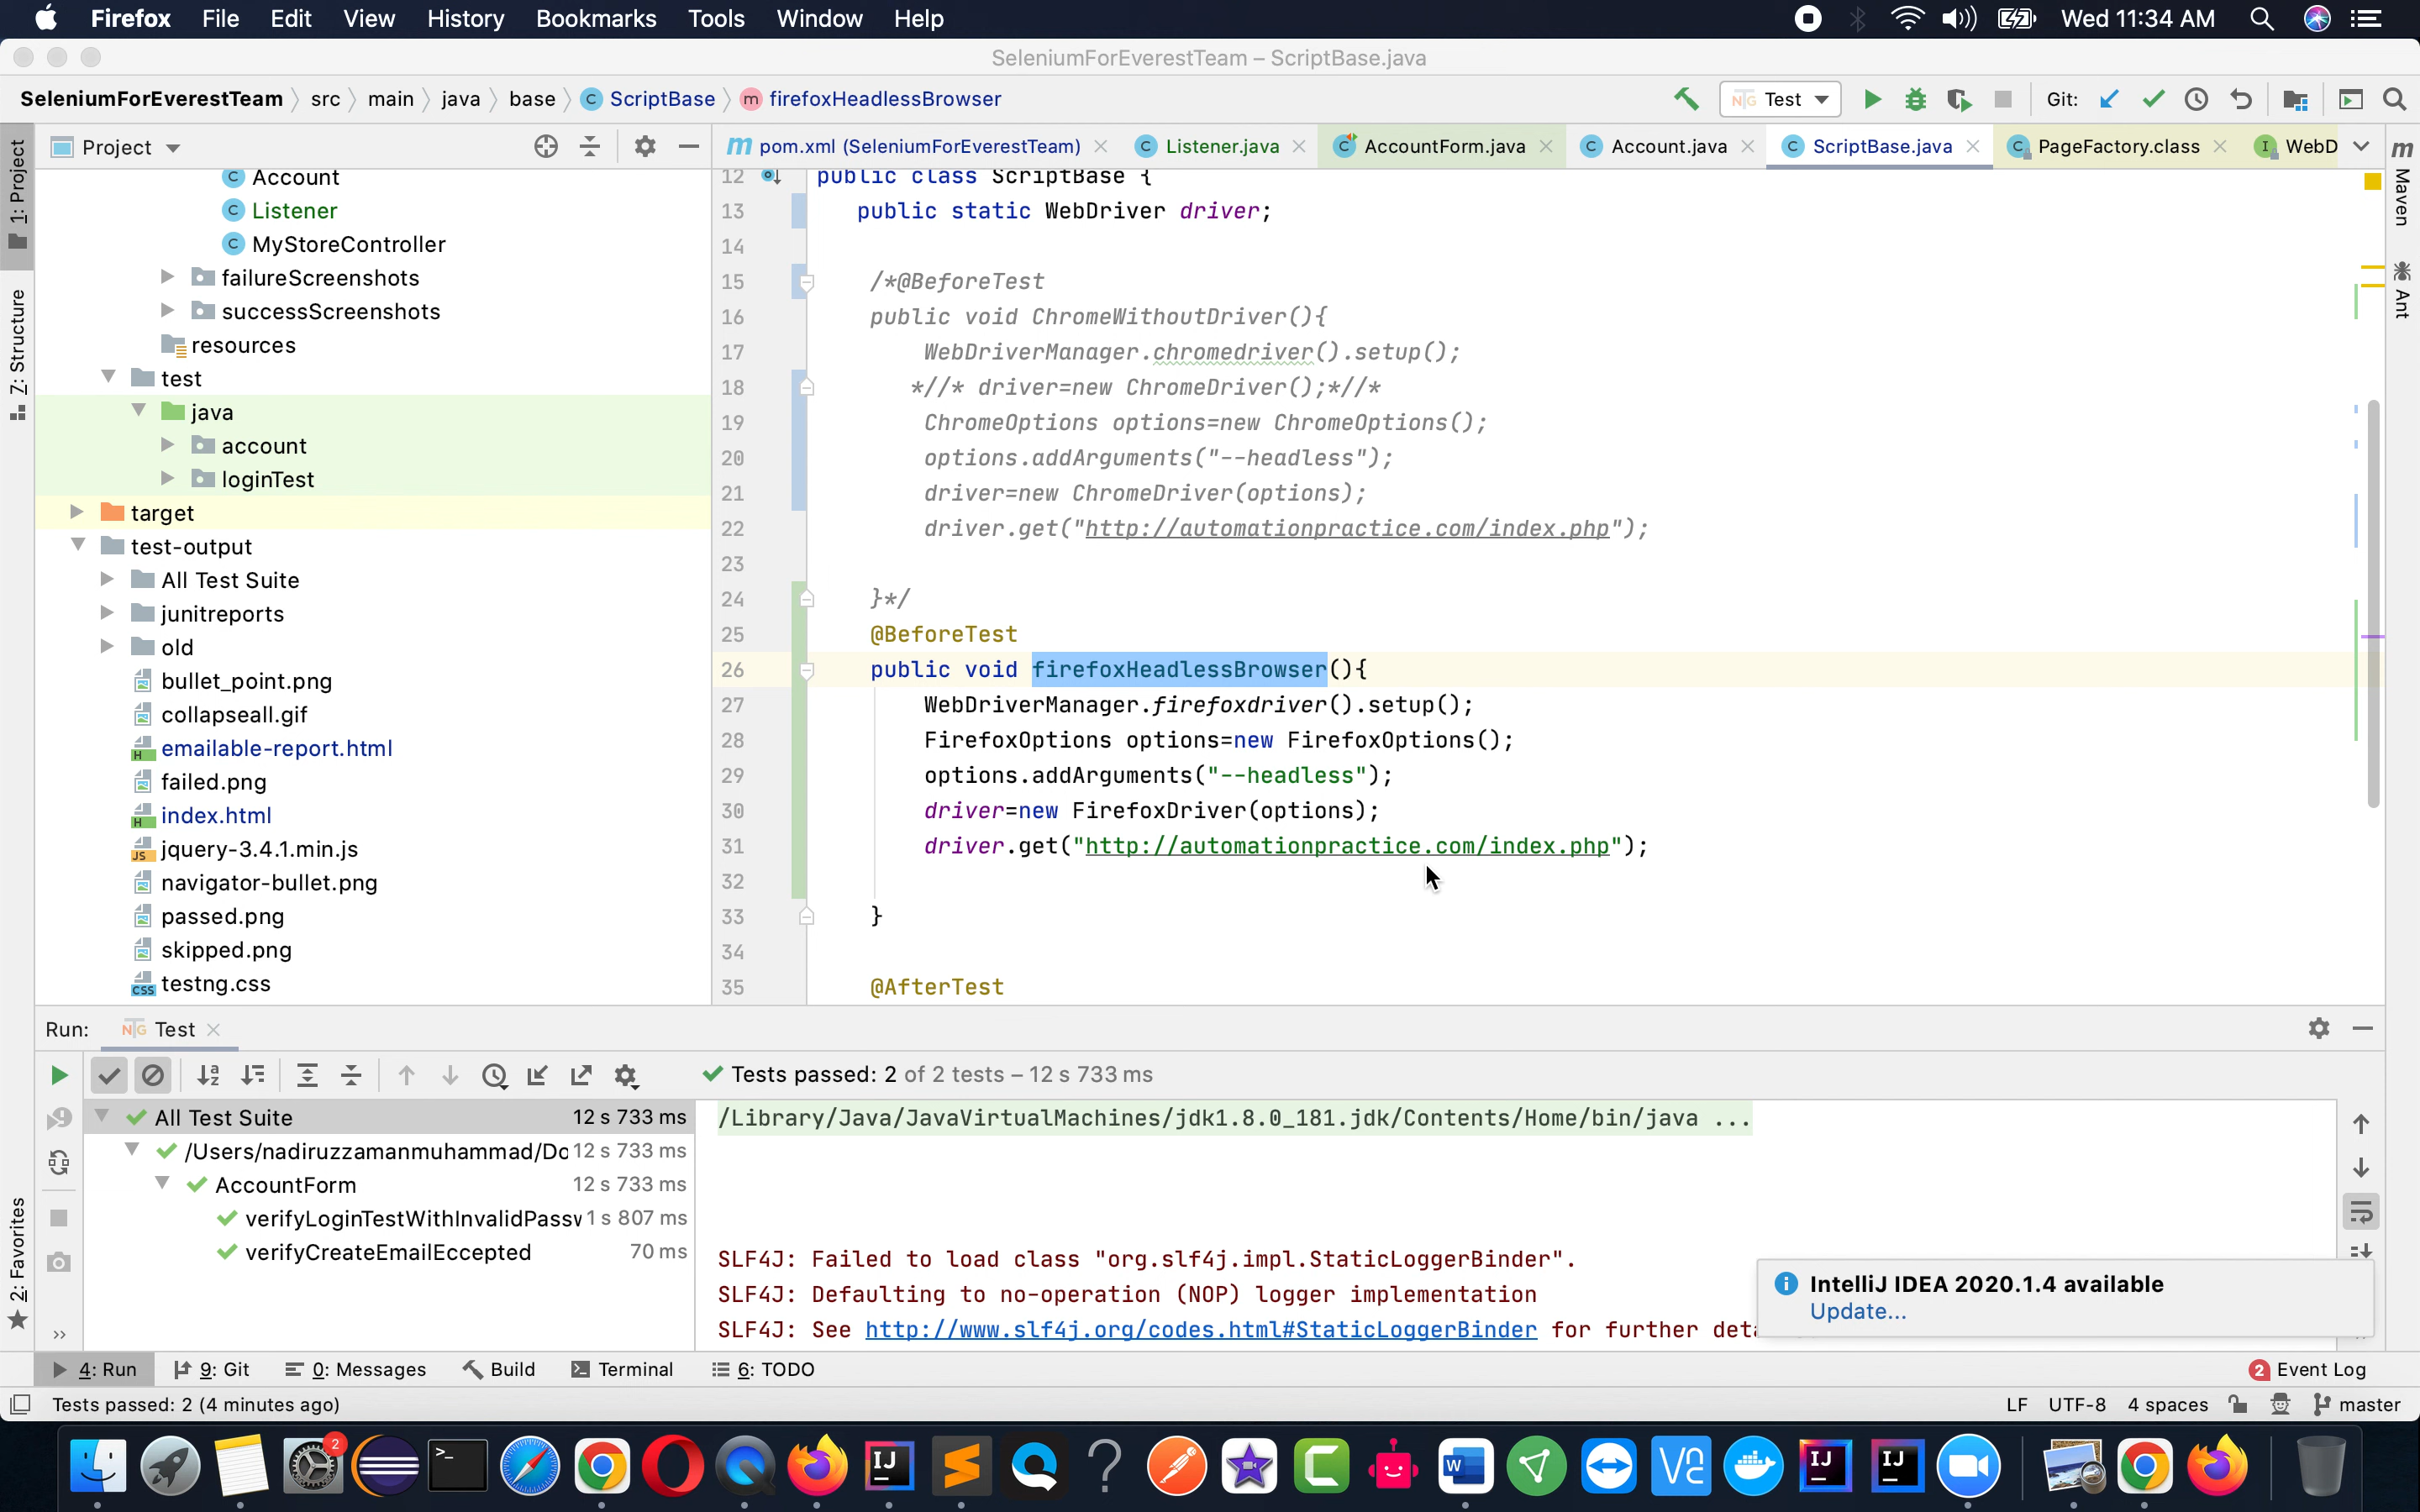 Firefox File Edit View History Bookmarks Tools Window Help Wed 11:34 AM
SeleniumForEverestTeam – ScriptBase.java
SeleniumForEverestTeam src main java base ScriptBase firefoxHeadlessBrowser Test Git:
Project
pom.xml (SeleniumForEverestTeam) Listener.java AccountForm.java Account.java ScriptBase.java PageFactory.class WebD
1: Project
Z: Structure
2: Favorites
Maven
Ant
Account
Listener
MyStoreController
failureScreenshots
successScreenshots
resources
test
java
account
loginTest
target
test-output
All Test Suite
junitreports
old
bullet_point.png
collapseall.gif
emailable-report.html
failed.png
index.html
jquery-3.4.1.min.js
navigator-bullet.png
passed.png
skipped.png
testng.css
12 public class ScriptBase {
13 public static WebDriver driver;
14
15 /*@BeforeTest
16 public void ChromeWithoutDriver(){
17 WebDriverManager.chromedriver().setup();
18 *//* driver=new ChromeDriver();*//*
19 ChromeOptions options=new ChromeOptions();
20 options.addArguments("--headless");
21 driver=new ChromeDriver(options);
22 driver.get("http://automationpractice.com/index.php");
23
24 }*/
25 @BeforeTest
26 public void firefoxHeadlessBrowser(){
27 WebDriverManager.firefoxdriver().setup();
28 FirefoxOptions options=new FirefoxOptions();
29 options.addArguments("--headless");
30 driver=new FirefoxDriver(options);
31 driver.get("http://automationpractice.com/index.php");
32
33 }
34
35 @AfterTest
Run: Test
Tests passed: 2 of 2 tests – 12 s 733 ms
All Test Suite 12 s 733 ms
/Users/nadiruzzamanmuhammad/Do 12 s 733 ms
AccountForm 12 s 733 ms
verifyLoginTestWithInvalidPassw 1 s 807 ms
verifyCreateEmailEccepted 70 ms
/Library/Java/JavaVirtualMachines/jdk1.8.0_181.jdk/Contents/Home/bin/java ...
SLF4J: Failed to load class "org.slf4j.impl.StaticLoggerBinder".
SLF4J: Defaulting to no-operation (NOP) logger implementation
SLF4J: See http://www.slf4j.org/codes.html#StaticLoggerBinder for further deta
IntelliJ IDEA 2020.1.4 available
Update...
4: Run 9: Git 0: Messages Build Terminal 6: TODO 2 Event Log
Tests passed: 2 (4 minutes ago) LF UTF-8 4 spaces master